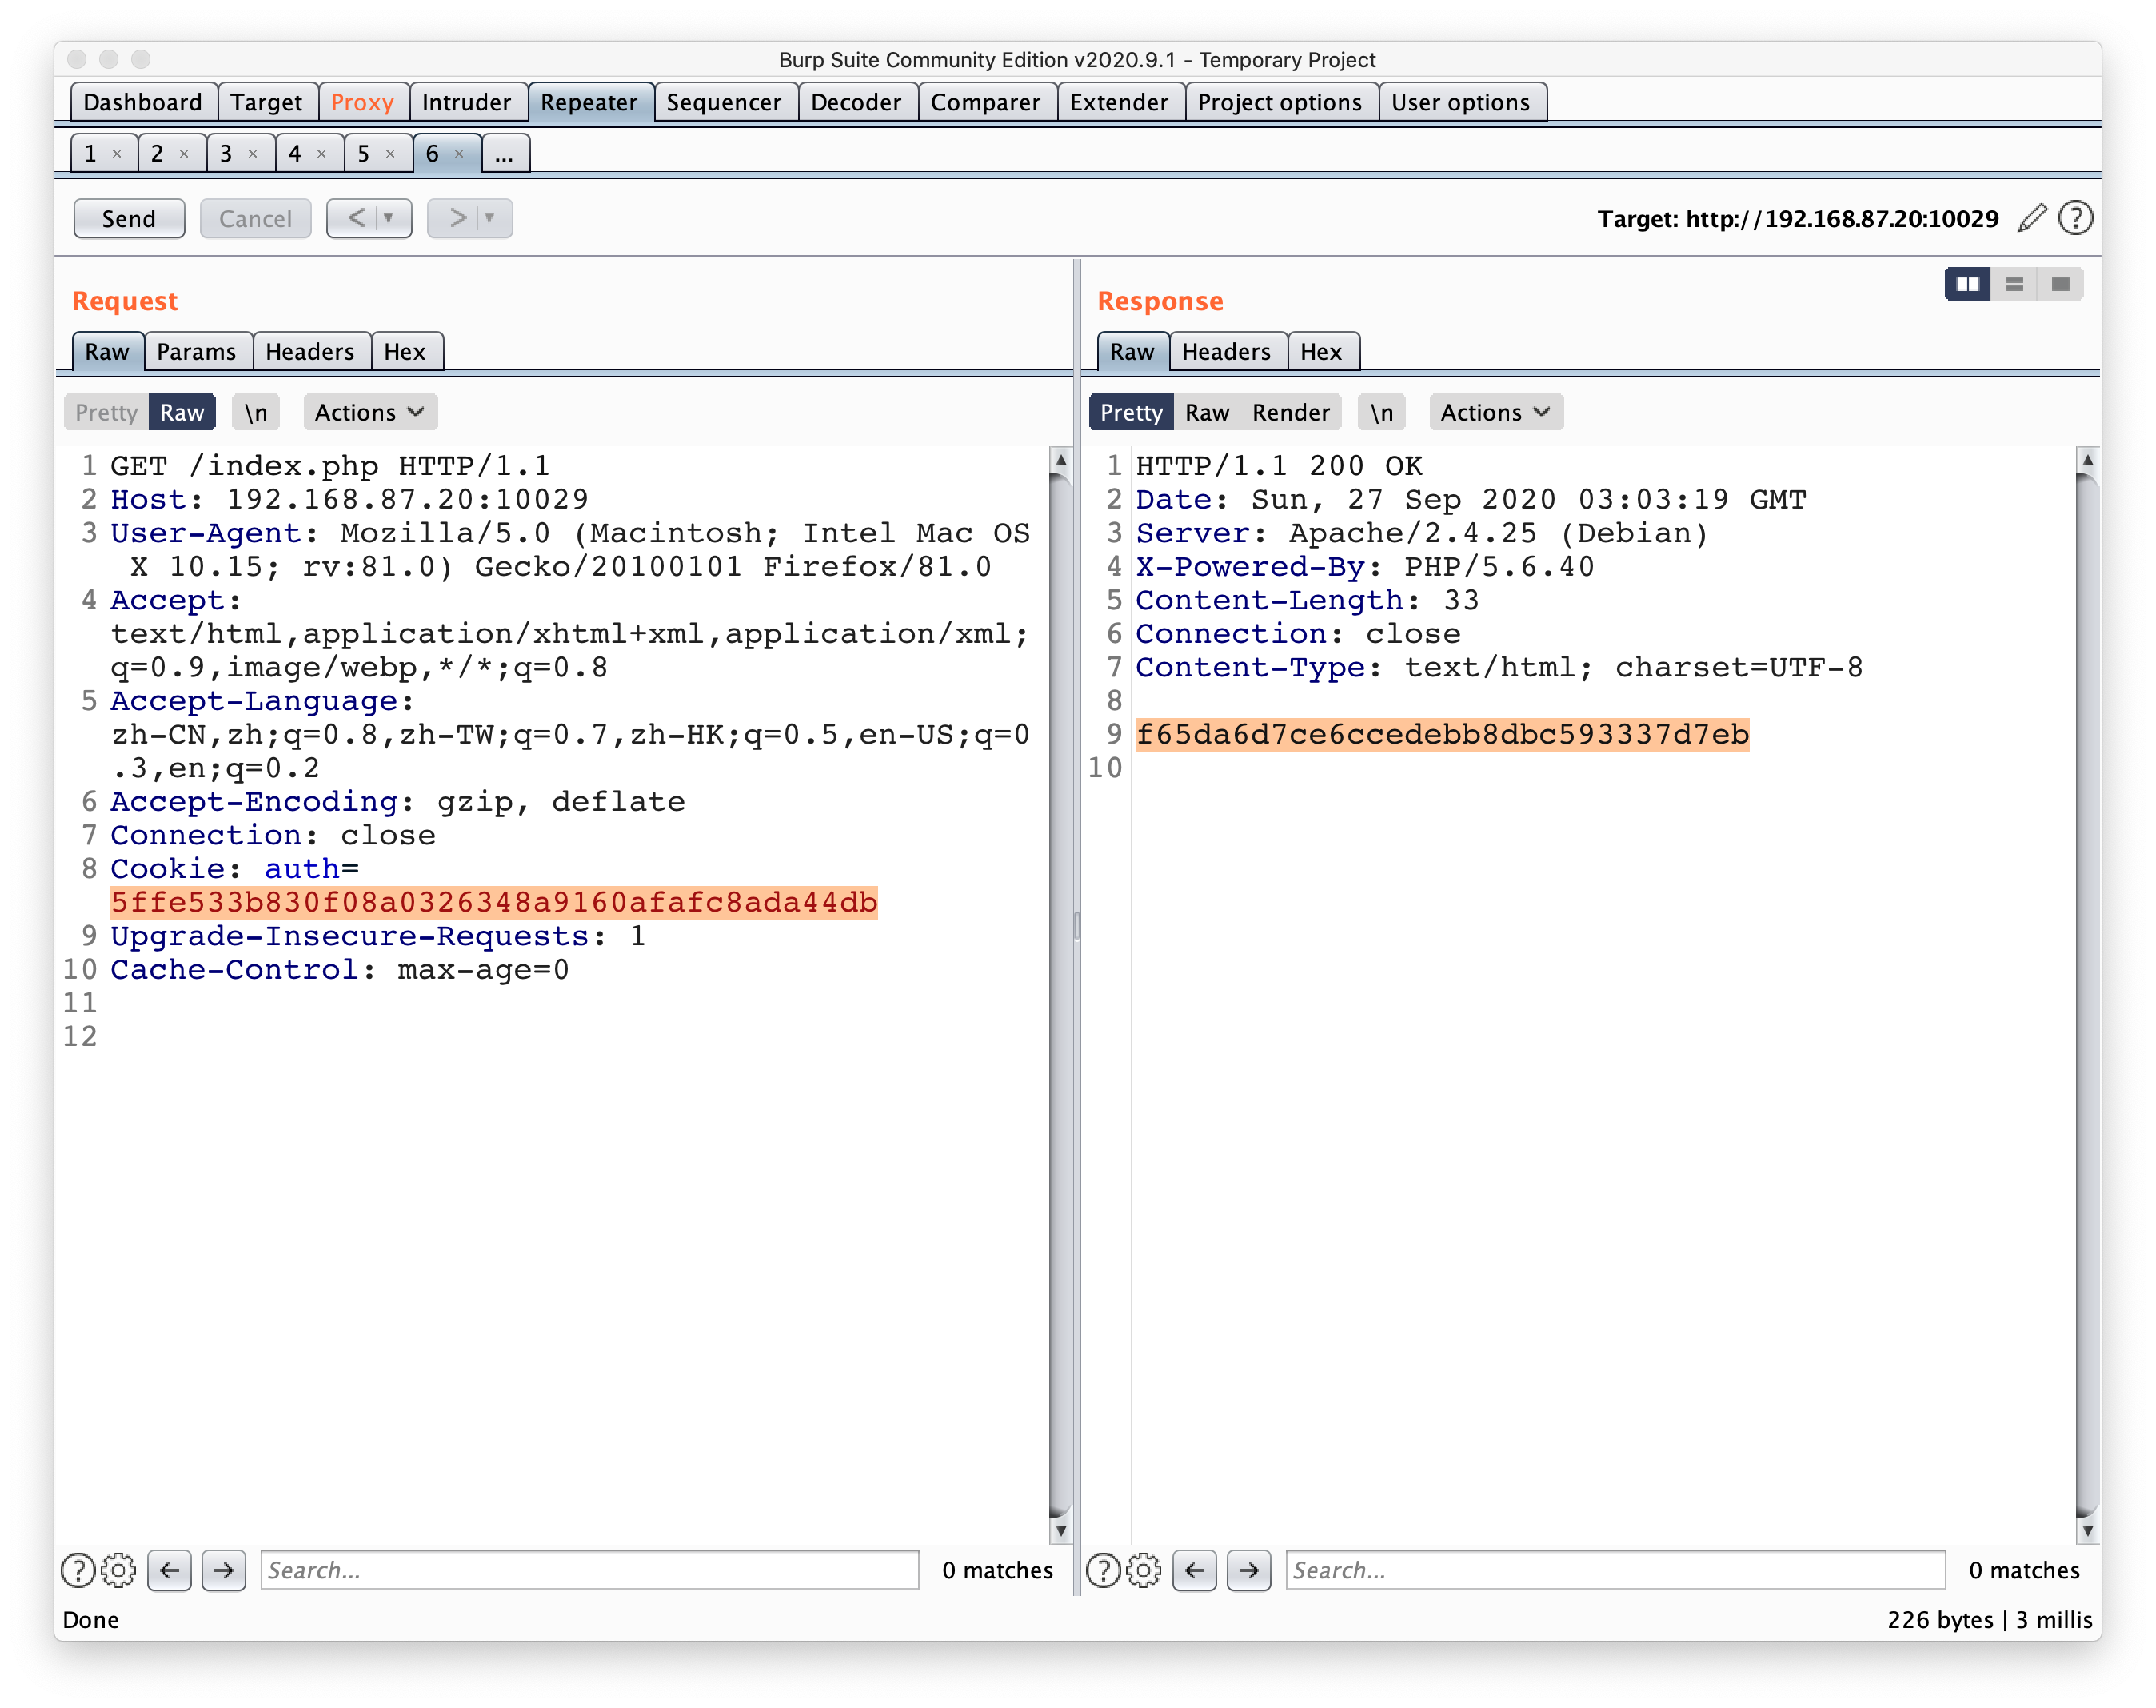 Burp Suite Community Edition v2020.9.1 - Temporary Project
Dashboard Target Proxy Intruder Repeater Sequencer Decoder Comparer Extender Project options User options
1 × 2 × 3 × 4 × 5 × 6 × ...
Send Cancel < > Target: http://192.168.87.20:10029 ?
Request
Raw Params Headers Hex
Pretty Raw \n Actions
1 GET /index.php HTTP/1.1
2 Host: 192.168.87.20:10029
3 User-Agent: Mozilla/5.0 (Macintosh; Intel Mac OS
X 10.15; rv:81.0) Gecko/20100101 Firefox/81.0
4 Accept:
text/html,application/xhtml+xml,application/xml;
q=0.9,image/webp,*/*;q=0.8
5 Accept-Language:
zh-CN,zh;q=0.8,zh-TW;q=0.7,zh-HK;q=0.5,en-US;q=0
.3,en;q=0.2
6 Accept-Encoding: gzip, deflate
7 Connection: close
8 Cookie: auth=
5ffe533b830f08a0326348a9160afafc8ada44db
9 Upgrade-Insecure-Requests: 1
10 Cache-Control: max-age=0
11
12
? Search... 0 matches
Response
Raw Headers Hex
Pretty Raw Render \n Actions
1 HTTP/1.1 200 OK
2 Date: Sun, 27 Sep 2020 03:03:19 GMT
3 Server: Apache/2.4.25 (Debian)
4 X-Powered-By: PHP/5.6.40
5 Content-Length: 33
6 Connection: close
7 Content-Type: text/html; charset=UTF-8
8
9 f65da6d7ce6ccedebb8dbc593337d7eb
10
? Search... 0 matches
Done 226 bytes | 3 millis